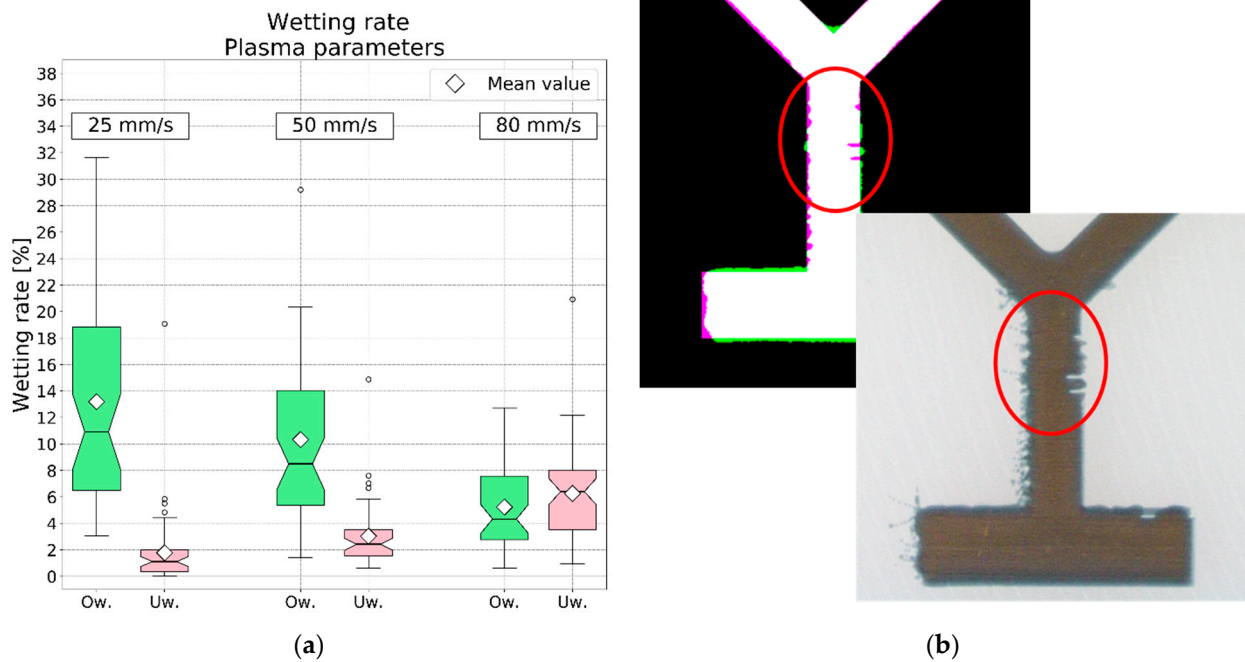 Wetting rate
Plasma parameters
Mean value
25 mm/s
50 mm/s
80 mm/s
Wetting rate [%]
38
36
34
32
30
28
26
24
22
20
18
16
14
12
10
8
6
4
2
0
Ow. Uw. Ow. Uw. Ow. Uw.
(a) (b)